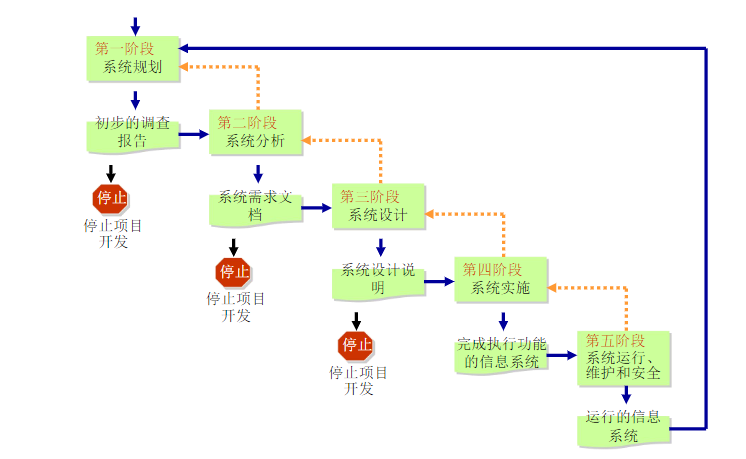 第一阶段
系统规划
初步的调查
报告
停止
停止项目
开发
第二阶段
系统分析
系统需求文
档
停止
停止项目
开发
第三阶段
系统设计
系统设计说
明
停止
停止项目
开发
第四阶段
系统实施
完成执行功能
的信息系统
第五阶段
系统运行、
维护和安全
运行的信息
系统